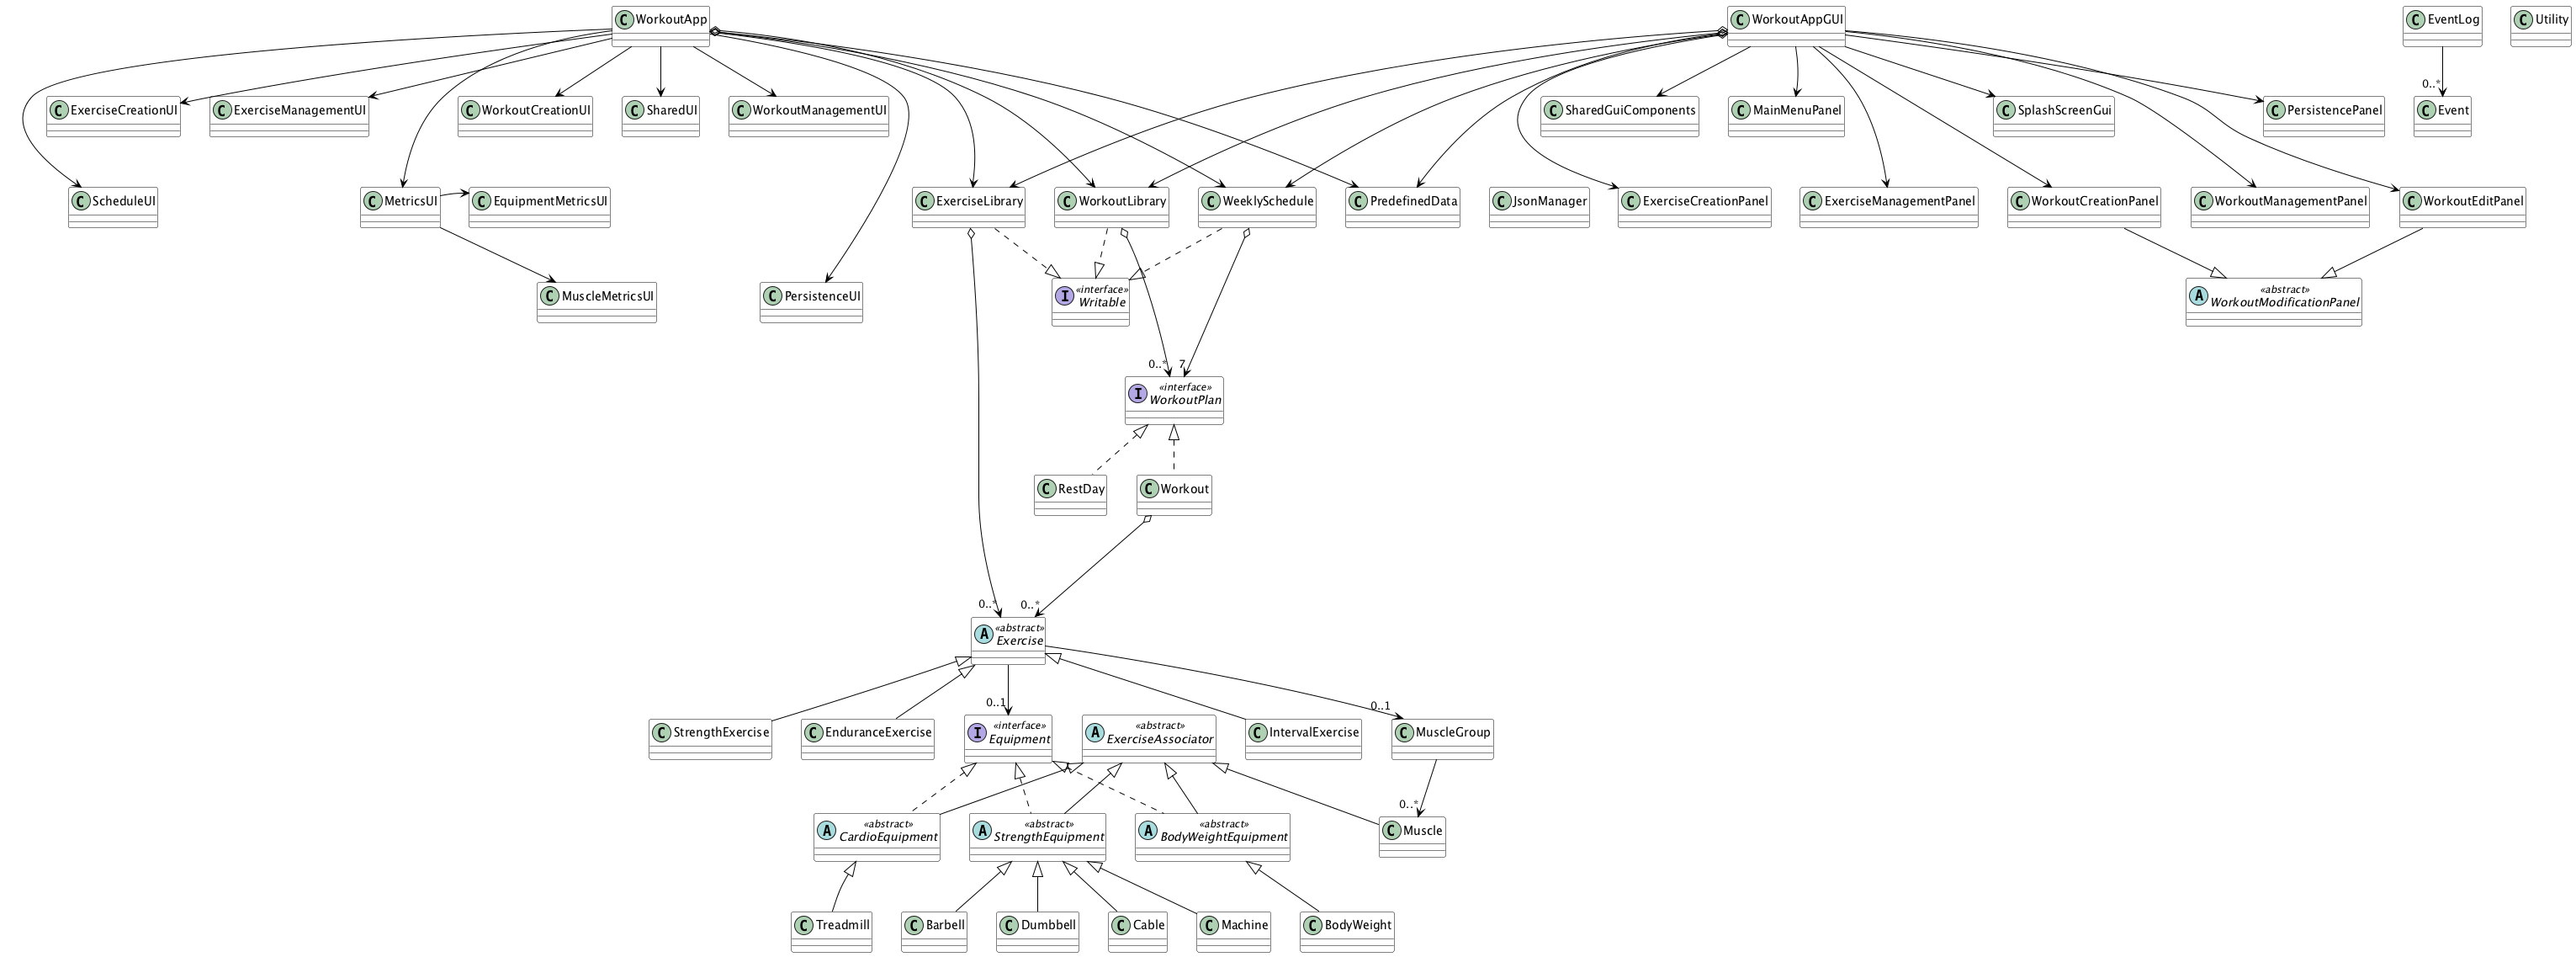 C WorkoutApp
C WorkoutAppGUI
C EventLog
C Utility
0..*
C ExerciseCreationUI
C ExerciseManagementUI
C WorkoutCreationUI
C SharedUI
C WorkoutManagementUI
C SharedGuiComponents
C MainMenuPanel
C SplashScreenGui
C PersistencePanel
C Event
C ScheduleUI
C MetricsUI
C EquipmentMetricsUI
C ExerciseLibrary
C WorkoutLibrary
C WeeklySchedule
C PredefinedData
C JsonManager
C ExerciseCreationPanel
C ExerciseManagementPanel
C WorkoutCreationPanel
C WorkoutManagementPanel
C WorkoutEditPanel
C MuscleMetricsUI
C PersistenceUI
I «interface»
Writable
A «abstract»
WorkoutModificationPanel
0..*
7
I «interface»
WorkoutPlan
C RestDay
C Workout
0..*
0..*
A «abstract»
Exercise
0..1
0..1
C StrengthExercise
C EnduranceExercise
I «interface»
Equipment
A «abstract»
ExerciseAssociator
C IntervalExercise
C MuscleGroup
0..*
A «abstract»
CardioEquipment
A «abstract»
StrengthEquipment
A «abstract»
BodyWeightEquipment
C Muscle
C Treadmill
C Barbell
C Dumbbell
C Cable
C Machine
C BodyWeight